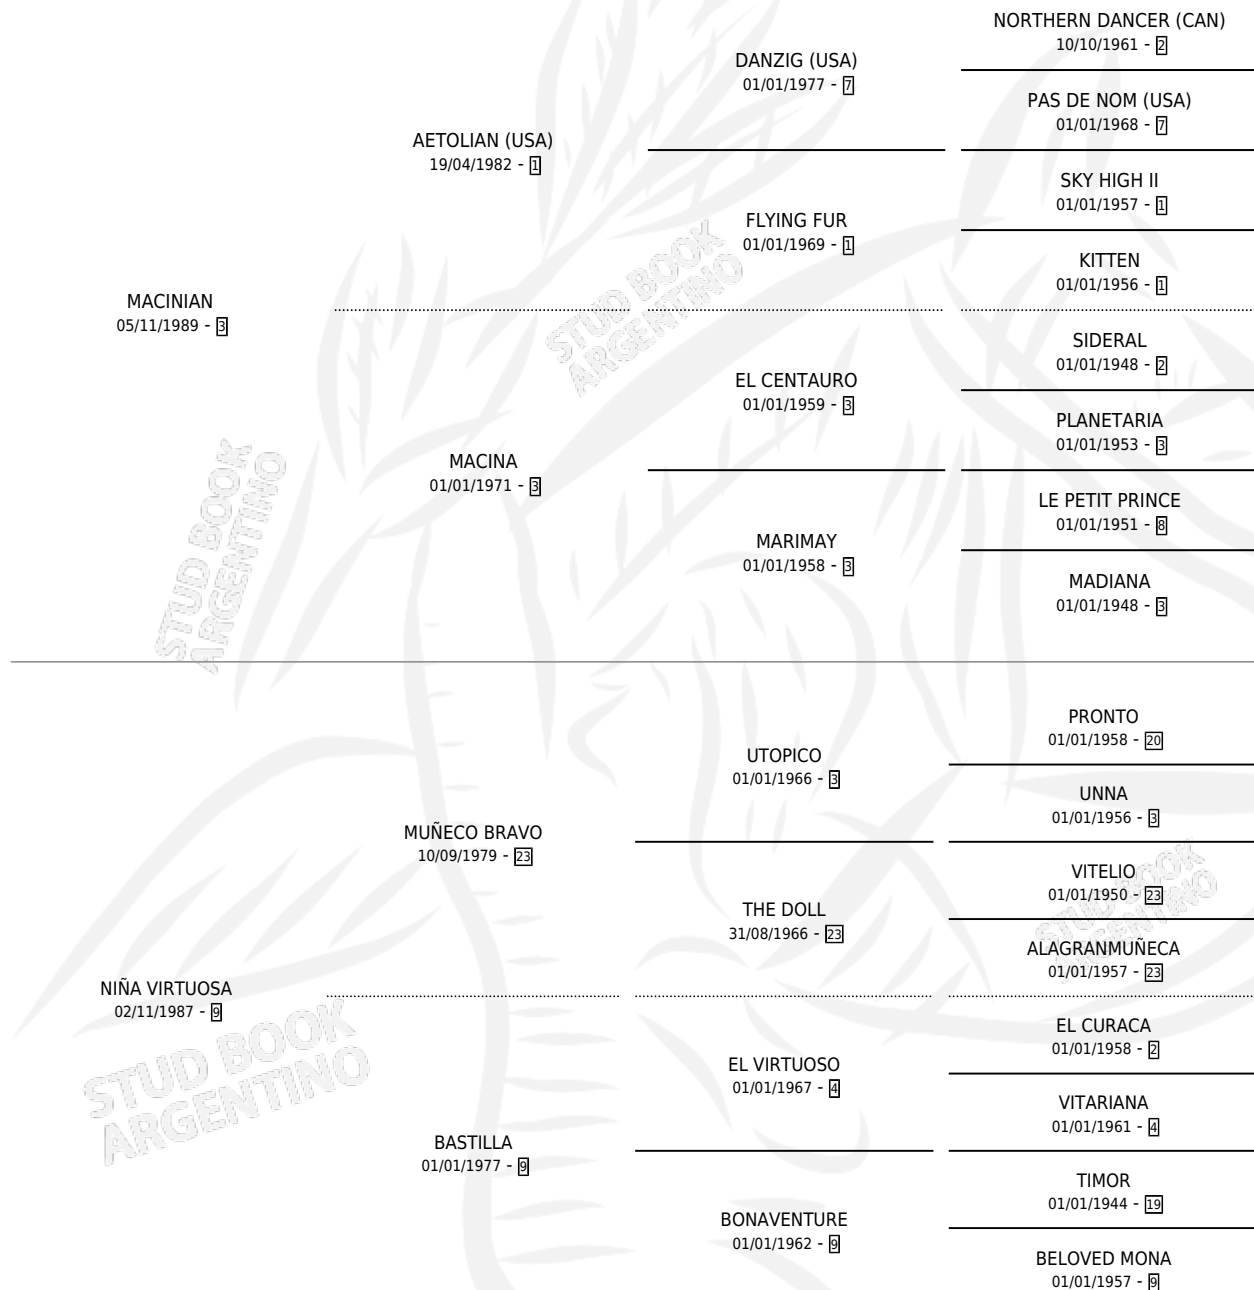 NORTHERN DANCER (CAN)
10/10/1961 - 2
DANZIG (USA)
01/01/1977 - 7
PAS DE NOM (USA)
01/01/1968 - 7
AETOLIAN (USA)
19/04/1982 - 1
SKY HIGH II
01/01/1957 - 1
FLYING FUR
01/01/1969 - 1
KITTEN
01/01/1956 - 1
MACINIAN
05/11/1989 - 3
SIDERAL
01/01/1948 - 2
EL CENTAURO
01/01/1959 - 3
PLANETARIA
01/01/1953 - 3
MACINA
01/01/1971 - 3
LE PETIT PRINCE
01/01/1951 - 8
MARIMAY
01/01/1958 - 3
MADIANA
01/01/1948 - 3
PRONTO
01/01/1958 - 20
UTOPICO
01/01/1966 - 3
UNNA
01/01/1956 - 3
MUÑECO BRAVO
10/09/1979 - 23
VITELIO
01/01/1950 - 23
THE DOLL
31/08/1966 - 23
ALAGRANMUÑECA
01/01/1957 - 23
NIÑA VIRTUOSA
02/11/1987 - 9
EL CURACA
01/01/1958 - 2
EL VIRTUOSO
01/01/1967 - 4
VITARIANA
01/01/1961 - 4
BASTILLA
01/01/1977 - 9
TIMOR
01/01/1944 - 19
BONAVENTURE
01/01/1962 - 9
BELOVED MONA
01/01/1957 - 9
STUD BOOK
ARGENTINO
STUD BOOK
ARGENTINO
STUD BOOK
ARGENTINO
STUD BOOK
ARGENTINO